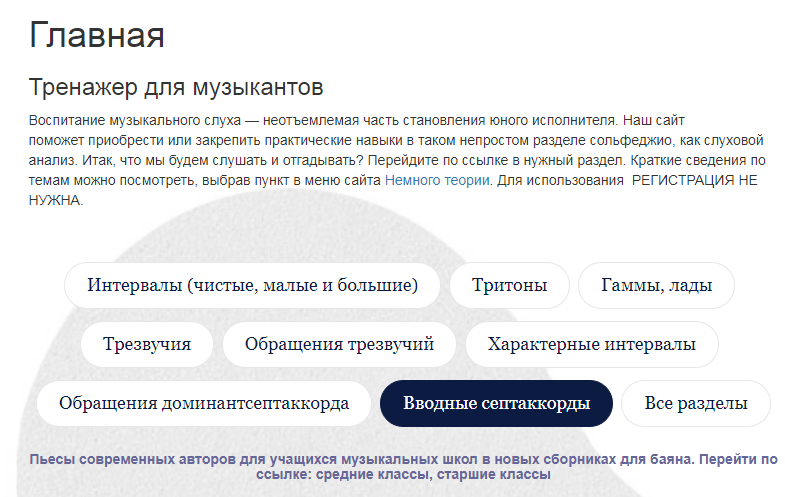 Главная
Тренажер для музыкантов
Воспитание музыкального слуха — неотъемлемая часть становления юного исполнителя. Наш сайт
поможет приобрести или закрепить практические навыки в таком непростом разделе сольфеджио, как слуховой
анализ. Итак, что мы будем слушать и отгадывать? Перейдите по ссылке в нужный раздел. Краткие сведения по
темам можно посмотреть, выбрав пункт в меню сайта Немного теории. Для использования РЕГИСТРАЦИЯ НЕ
НУЖНА.
Интервалы (чистые, малые и большие) Тритоны Гаммы, лады
Трезвучия Обращения трезвучий Характерные интервалы
Обращения доминантсептаккорда Вводные септаккорды Все разделы
Пьесы современных авторов для учащихся музыкальных школ в новых сборниках для баяна. Перейти по
ссылке: средние классы, старшие классы